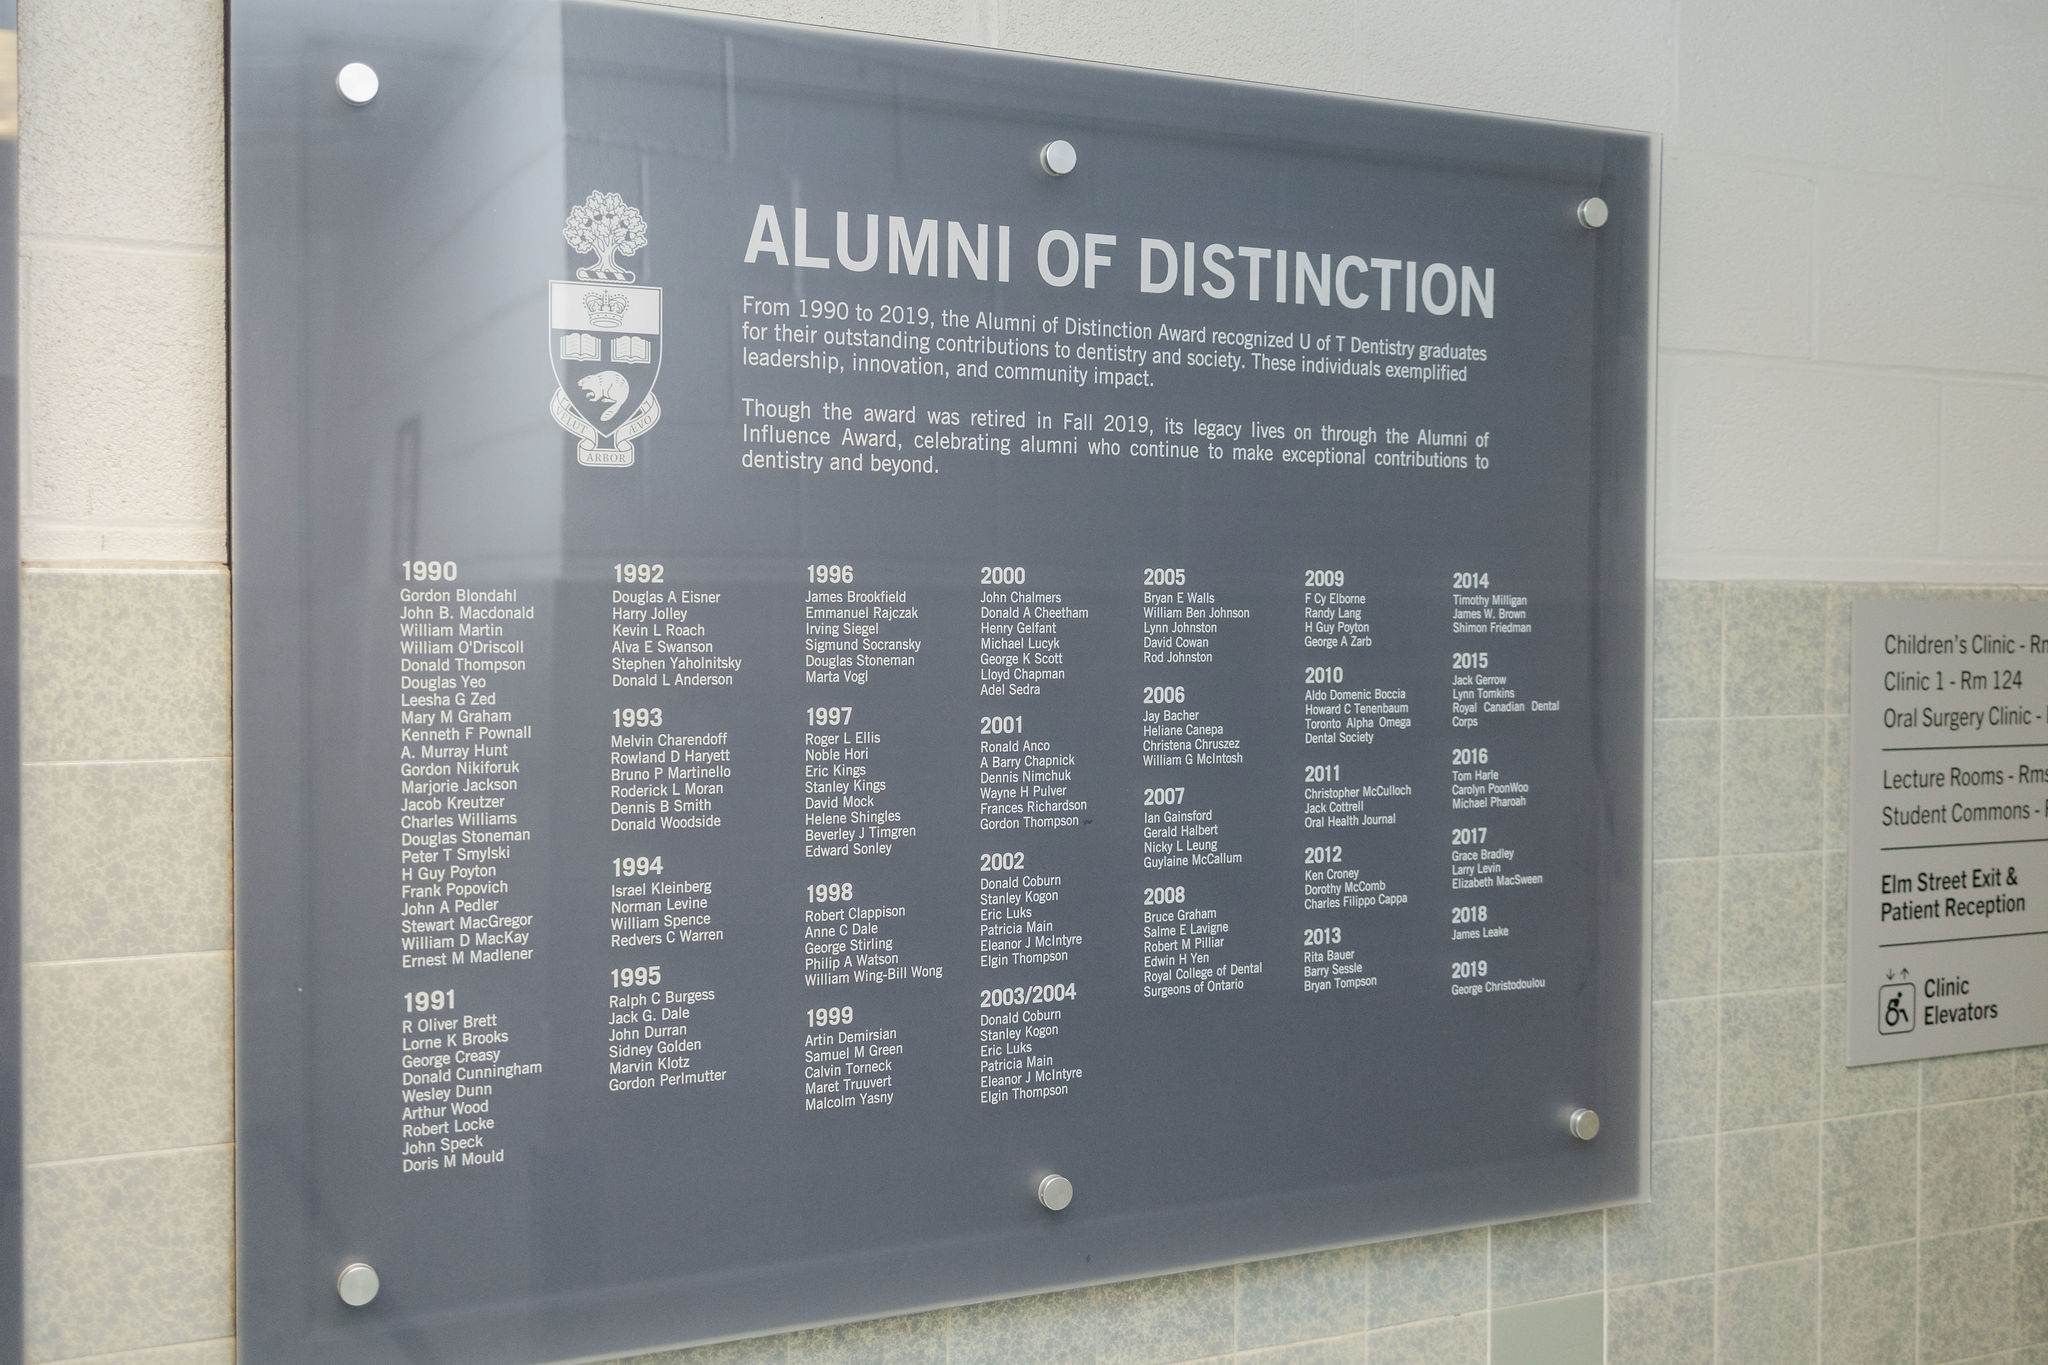 ALUMNI OF DISTINCTION
From 1990 to 2019, the Alumni of Distinction Award recognized U of T Dentistry graduates
for their outstanding contributions to dentistry and society. These individuals exemplified
leadership, innovation, and community impact.
Though the award was retired in Fall 2019, its legacy lives on through the Alumni of
Influence Award, celebrating alumni who continue to make exceptional contributions to
dentistry and beyond.
VELUT
ARBOR
ÆVO
1990
Gordon Blondahl
John B. Macdonald
William Martin
William O'Driscoll
Donald Thompson
Douglas Yeo
Leesha G Zed
Mary M Graham
Kenneth F Pownall
A. Murray Hunt
Gordon Nikiforuk
Marjorie Jackson
Jacob Kreutzer
Charles Williams
Douglas Stoneman
Peter T Smylski
H Guy Poyton
Frank Popovich
John A Pedler
Stewart MacGregor
William D MacKay
Ernest M Madlener
1991
R Oliver Brett
Lorne K Brooks
George Creasy
Donald Cunningham
Wesley Dunn
Arthur Wood
Robert Locke
John Speck
Doris M Mould
1992
Douglas A Eisner
Harry Jolley
Kevin L Roach
Alva E Swanson
Stephen Yaholnitsky
Donald L Anderson
1993
Melvin Charendoff
Rowland D Haryett
Bruno P Martinello
Roderick L Moran
Dennis B Smith
Donald Woodside
1994
Israel Kleinberg
Norman Levine
William Spence
Redvers C Warren
1995
Ralph C Burgess
Jack G. Dale
John Durran
Sidney Golden
Marvin Klotz
Gordon Perlmutter
1996
James Brookfield
Emmanuel Rajczak
Irving Siegel
Sigmund Socransky
Douglas Stoneman
Marta Vogl
1997
Roger L Ellis
Noble Hori
Eric Kings
Stanley Kings
David Mock
Helene Shingles
Beverley J Timgren
Edward Sonley
1998
Robert Clappison
Anne C Dale
George Stirling
Philip A Watson
William Wing-Bill Wong
1999
Artin Demirsian
Samuel M Green
Calvin Torneck
Maret Truuvert
Malcolm Yasny
2000
John Chalmers
Donald A Cheetham
Henry Gelfant
Michael Lucyk
George K Scott
Lloyd Chapman
Adel Sedra
2001
Ronald Anco
A Barry Chapnick
Dennis Nimchuk
Wayne H Pulver
Frances Richardson
Gordon Thompson
2002
Donald Coburn
Stanley Kogon
Eric Luks
Patricia Main
Eleanor J McIntyre
Elgin Thompson
2003/2004
Donald Coburn
Stanley Kogon
Eric Luks
Patricia Main
Eleanor J McIntyre
Elgin Thompson
2005
Bryan E Walls
William Ben Johnson
Lynn Johnston
David Cowan
Rod Johnston
2006
Jay Bacher
Heliane Canepa
Christena Chruszez
William G McIntosh
2007
Ian Gainsford
Gerald Halbert
Nicky L Leung
Guylaine McCallum
2008
Bruce Graham
Salme E Lavigne
Robert M Pilliar
Edwin H Yen
Royal College of Dental
Surgeons of Ontario
2009
F Cy Elborne
Randy Lang
H Guy Poyton
George A Zarb
2010
Aldo Domenic Boccia
Howard C Tenenbaum
Toronto Alpha Omega
Dental Society
2011
Christopher McCulloch
Jack Cottrell
Oral Health Journal
2012
Ken Croney
Dorothy McComb
Charles Filippo Cappa
2013
Rita Bauer
Barry Sessle
Bryan Tompson
2014
Timothy Milligan
James W. Brown
Shimon Friedman
2015
Jack Gerrow
Lynn Tomkins
Royal Canadian Dental
Corps
2016
Tom Harle
Carolyn PoonWoo
Michael Pharoah
2017
Grace Bradley
Larry Levin
Elizabeth MacSween
2018
James Leake
2019
George Christodoulou
Children's Clinic - Rm
Clinic 1 - Rm 124
Oral Surgery Clinic -
Lecture Rooms - Rms
Student Commons -
Elm Street Exit &
Patient Reception
Clinic
Elevators